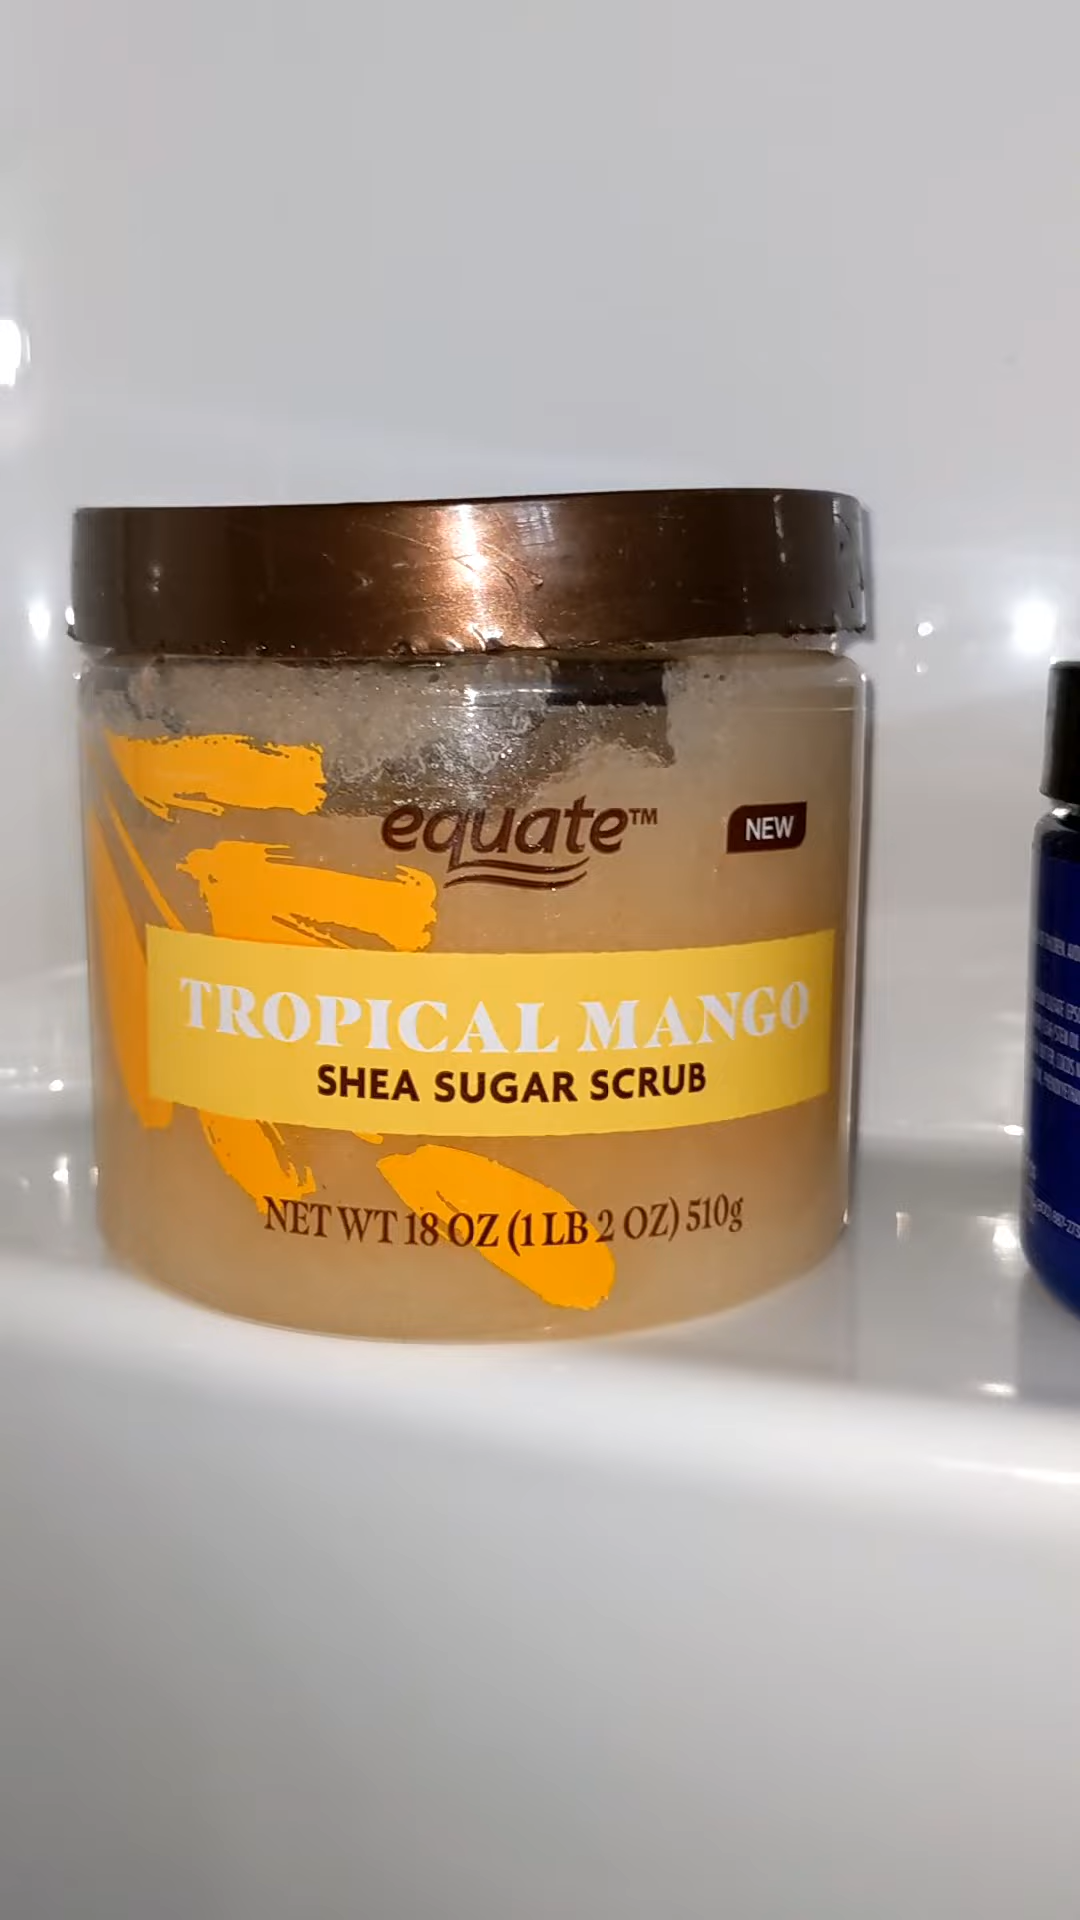 equate™
NEW
TROPICAL MANGO
SHEA SUGAR SCRUB
NET WT 18 OZ (1 LB 2 OZ) 510g